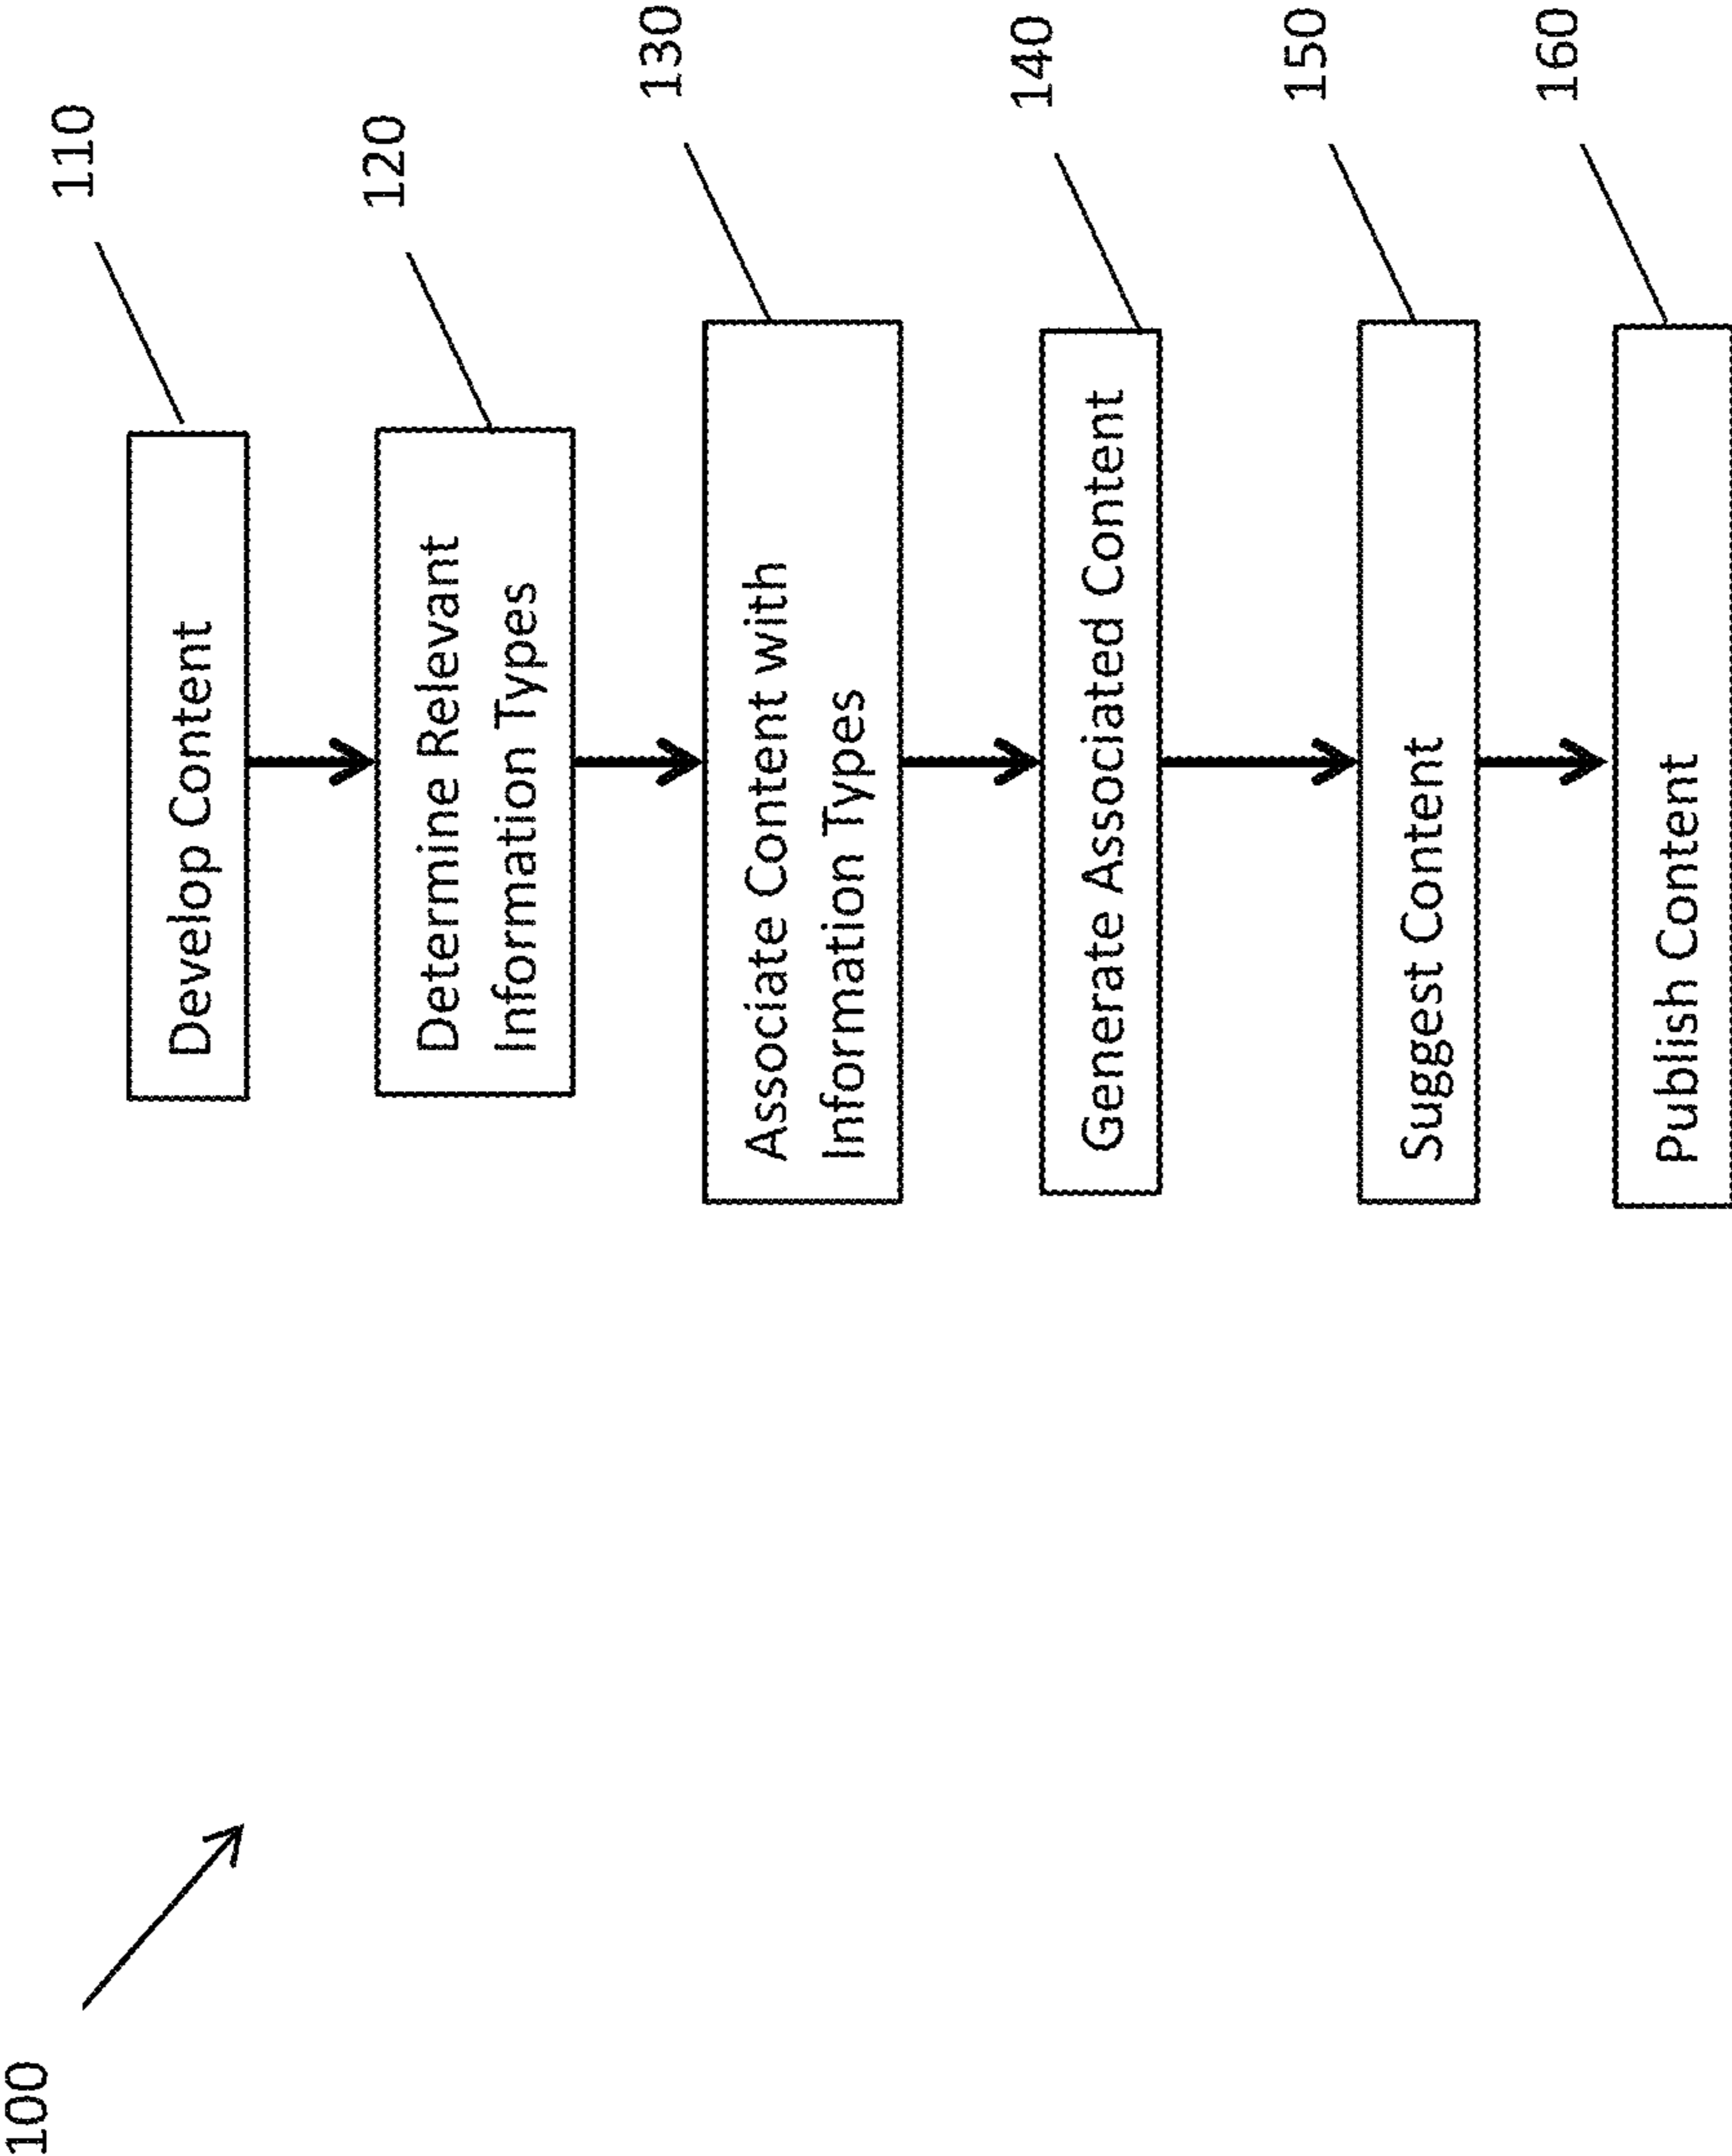 100
110
Develop Content
120
Determine Relevant
Information Types
130
Associate Content with
Information Types
140
Generate Associated Content
150
Suggest Content
160
Publish Content